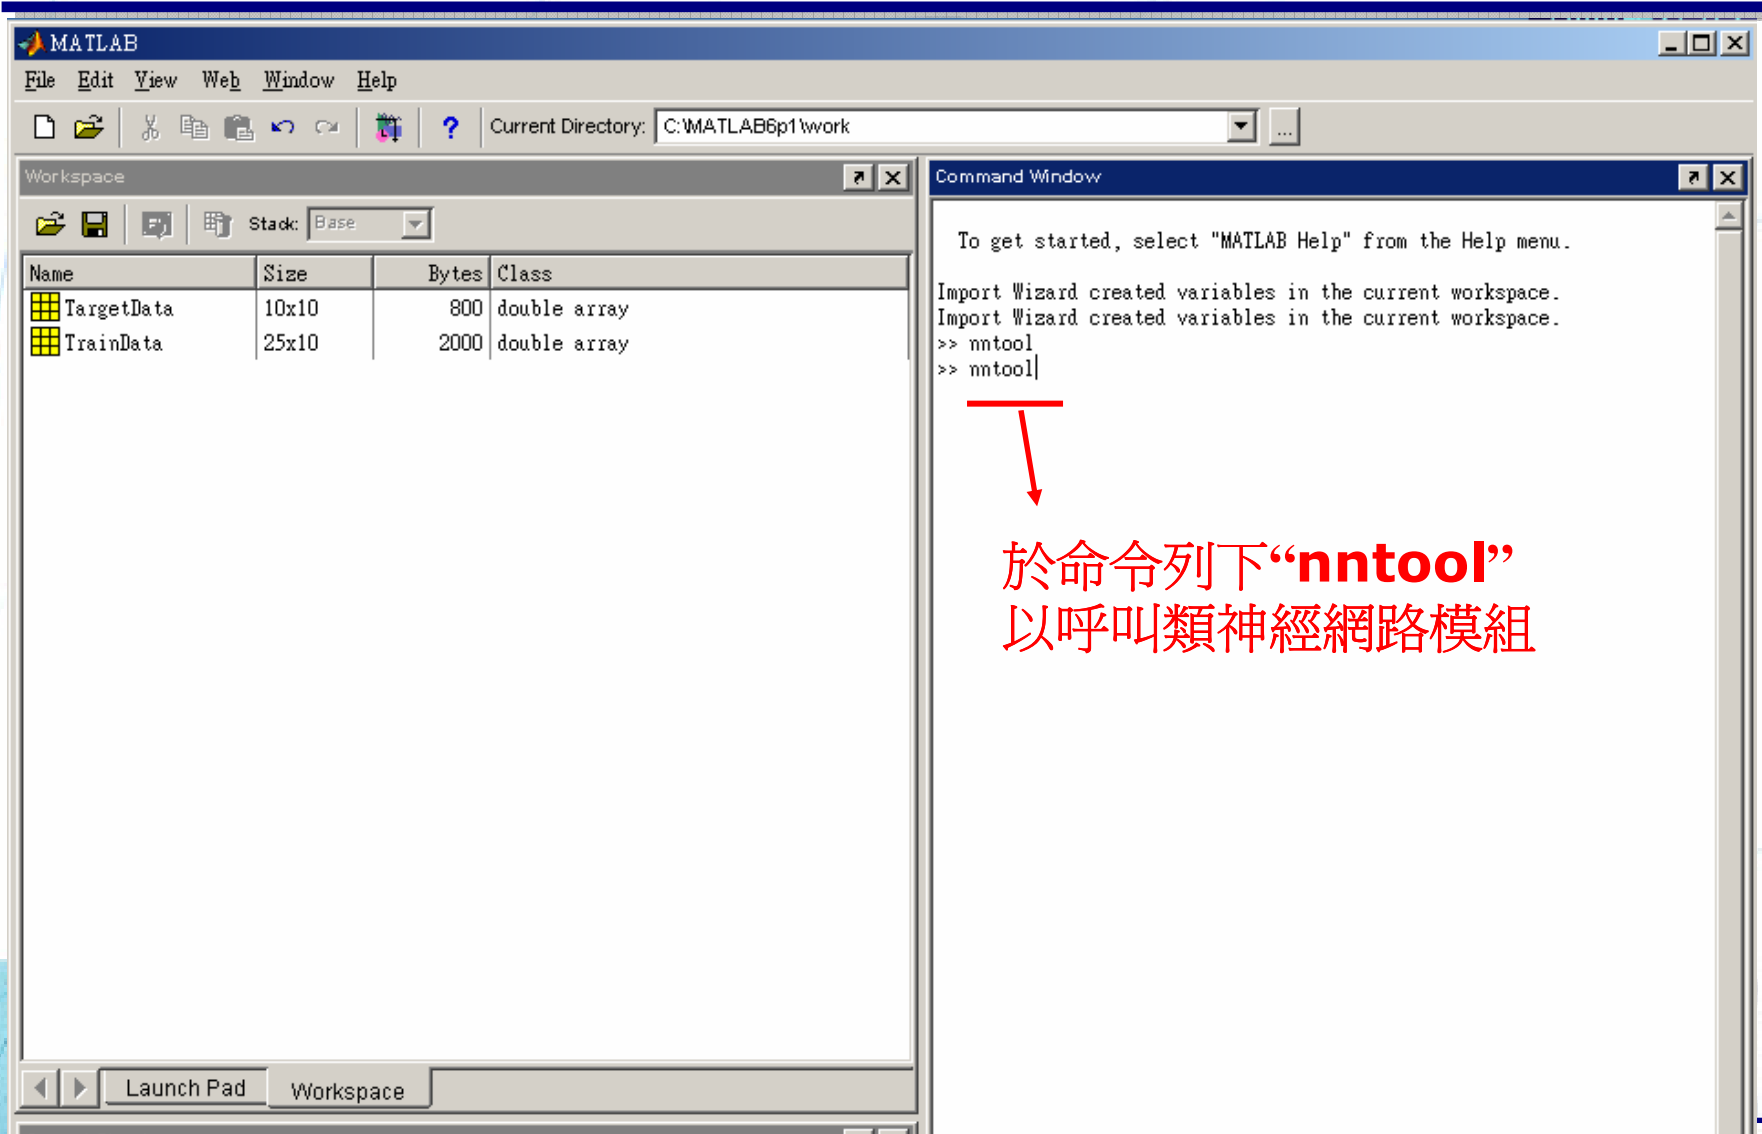 MATLAB
File Edit View Web Window Help
Current Directory: C:\MATLAB6p1\work
...
Workspace
Stack: Base
Name Size Bytes Class
TargetData 10x10 800 double array
TrainData 25x10 2000 double array
Launch Pad Workspace
Command Window
To get started, select "MATLAB Help" from the Help menu.
Import Wizard created variables in the current workspace.
Import Wizard created variables in the current workspace.
>> nntool
>> nntool
於命令列下“nntool”
以呼叫類神經網路模組